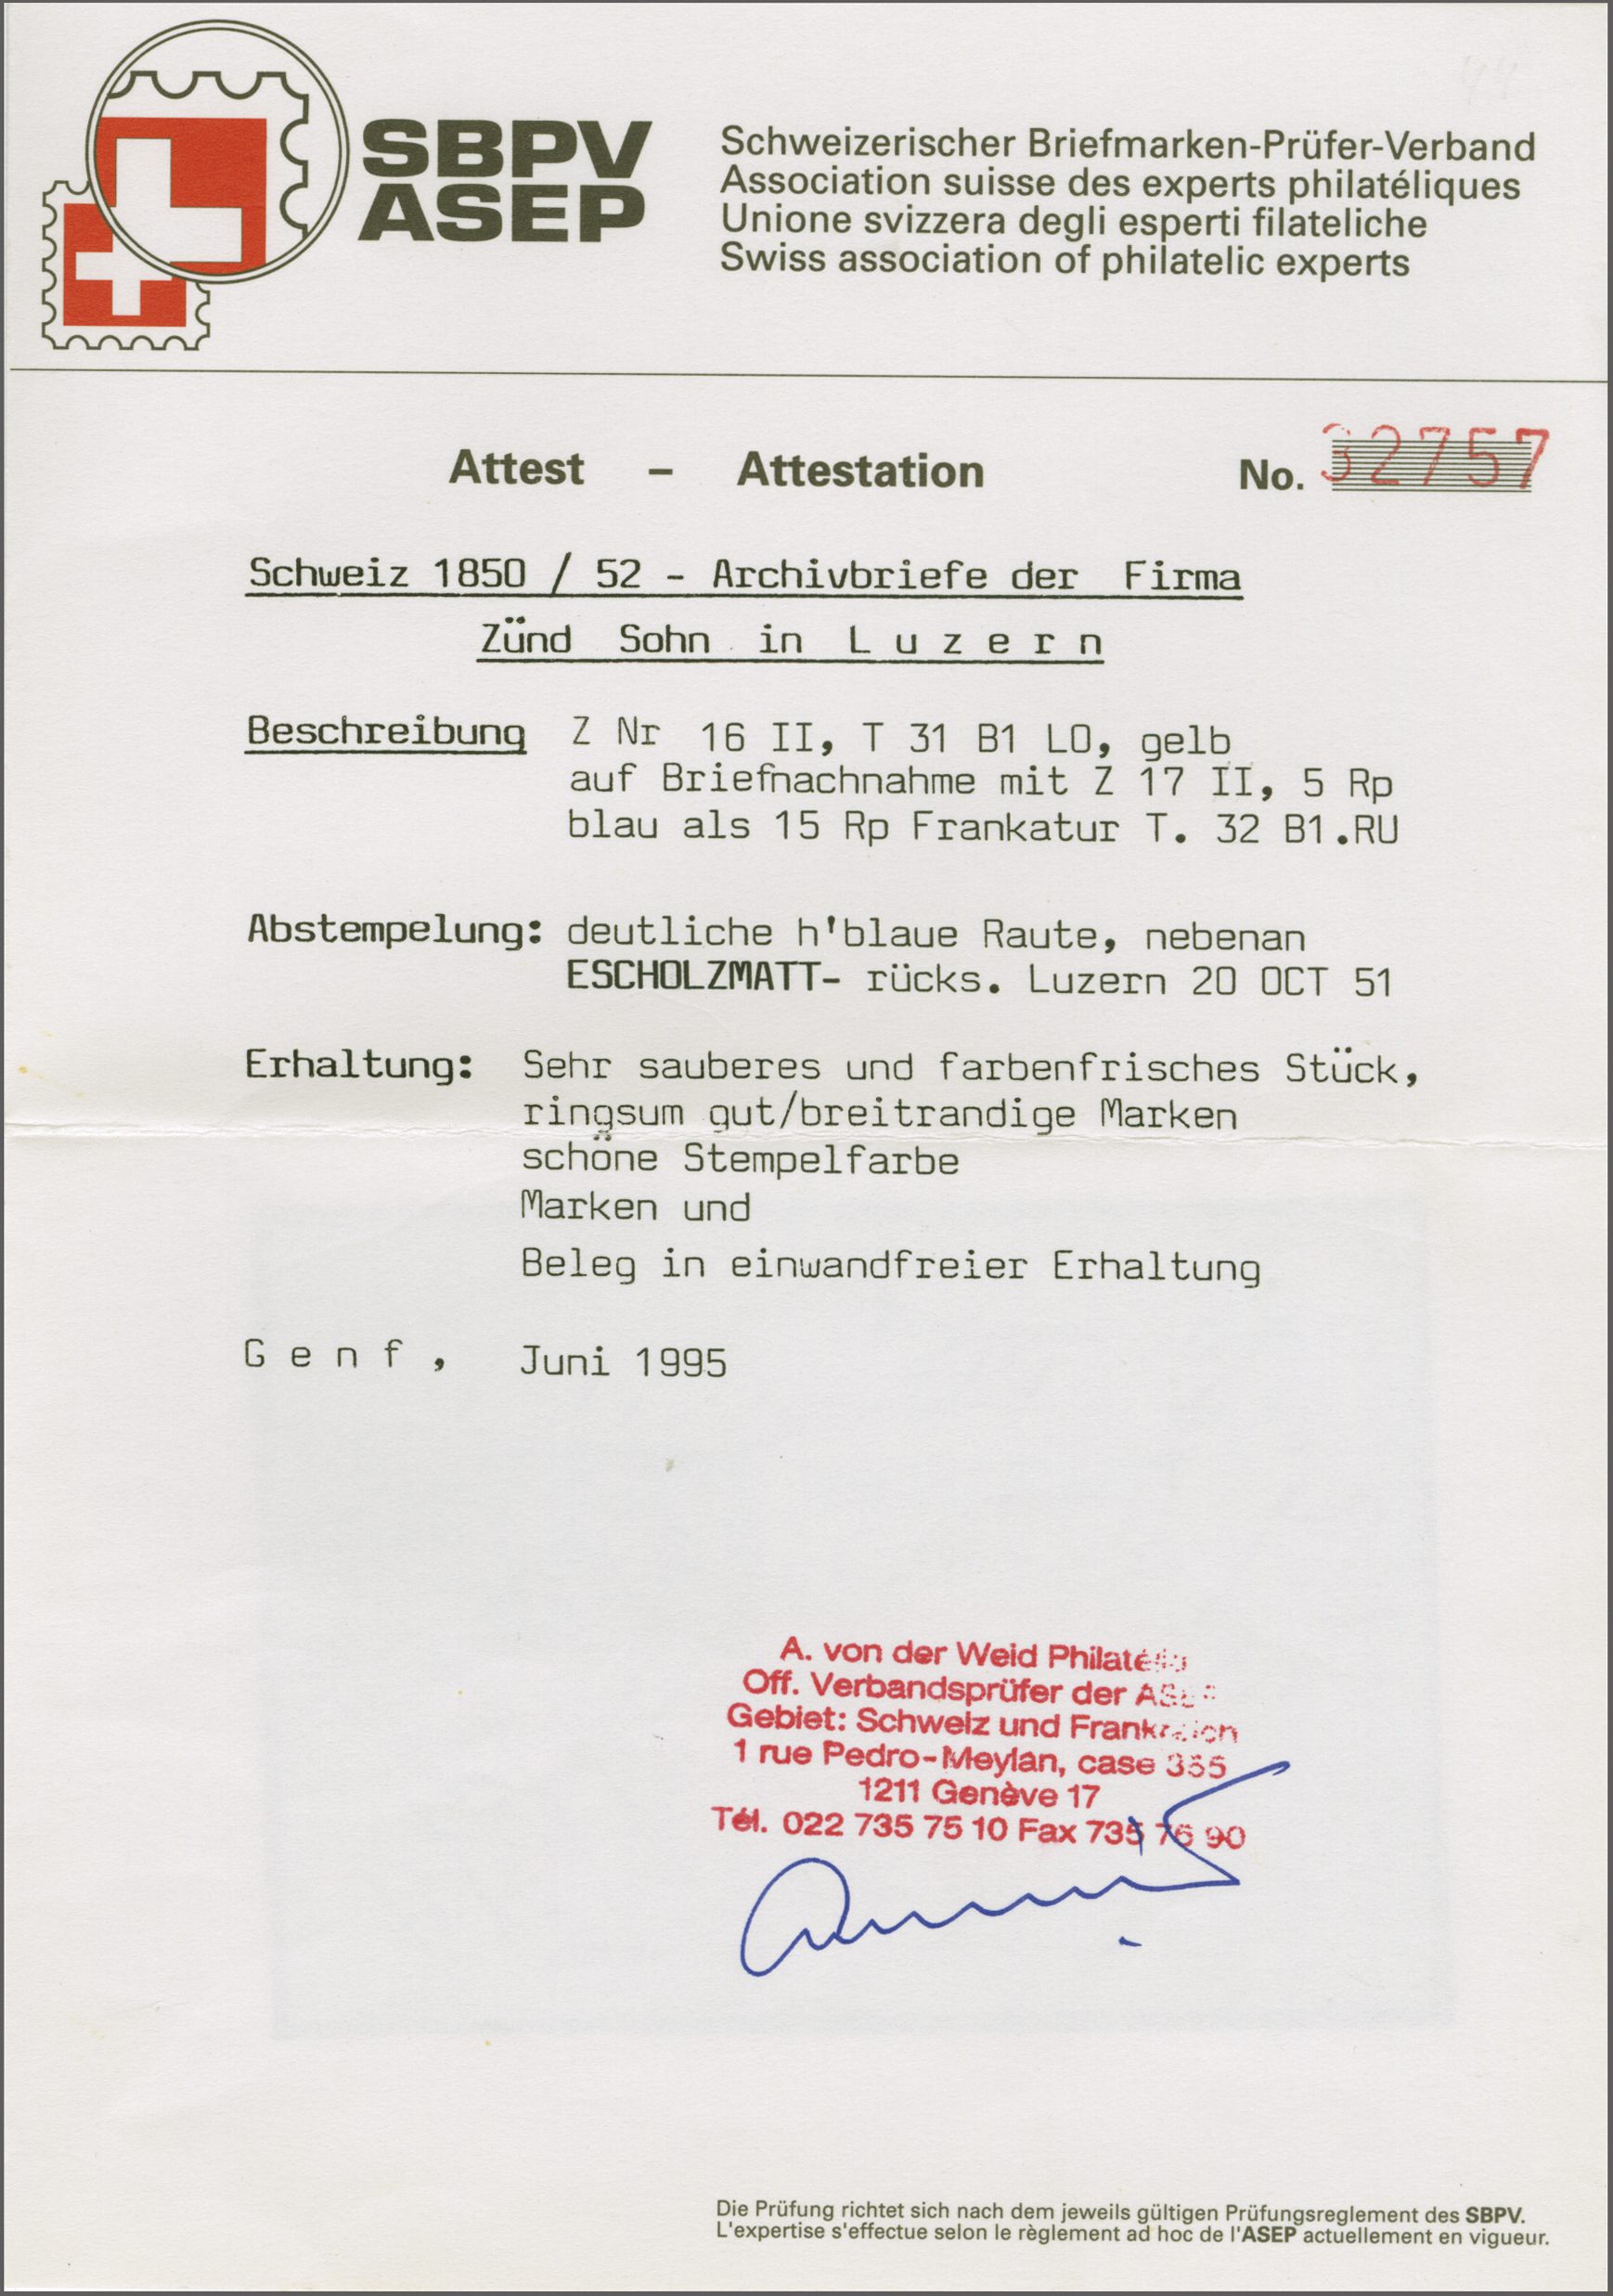 SBPV
ASEP
Schweizerischer Briefmarken-Prüfer-Verband
Association suisse des experts philatéliques
Unione svizzera degli esperti filateliche
Swiss association of philatelic experts
Attest - Attestation No. 32757
Schweiz 1850 / 52 - Archivbriefe der Firma
Zünd Sohn in L u z e r n
Beschreibung Z Nr 16 II, T 31 B1 LO, gelb
auf Briefnachnahme mit Z 17 II, 5 Rp
blau als 15 Rp Frankatur T. 32 B1.RU
Abstempelung: deutliche h'blaue Raute, nebenan
ESCHOLZMATT- rücks. Luzern 20 OCT 51
Erhaltung: Sehr sauberes und farbenfrisches Stück,
ringsum gut/breitrandige Marken
schöne Stempelfarbe
Marken und
Beleg in einwandfreier Erhaltung
G e n f , Juni 1995
A. von der Weid Philatélie
Off. Verbandsprüfer der ASEP
Gebiet: Schweiz und Frankreich
1 rue Pedro-Meylan, case 355
1211 Genève 17
Tél. 022 735 75 10 Fax 735 76 90
Die Prüfung richtet sich nach dem jeweils gültigen Prüfungsreglement des SBPV.
L'expertise s'effectue selon le règlement ad hoc de l'ASEP actuellement en vigueur.